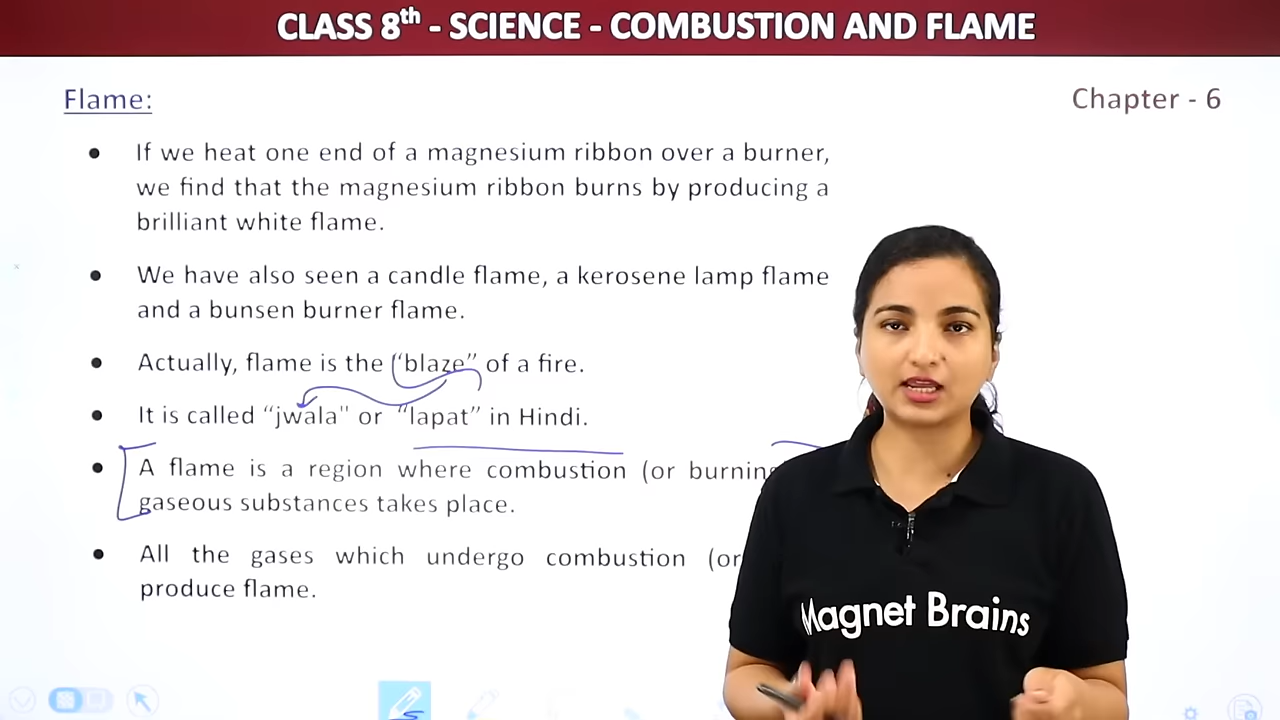 CLASS 8th - SCIENCE - COMBUSTION AND FLAME
Flame:
Chapter - 6
• If we heat one end of a magnesium ribbon over a burner,
we find that the magnesium ribbon burns by producing a
brilliant white flame.
• We have also seen a candle flame, a kerosene lamp flame
and a bunsen burner flame.
• Actually, flame is the “blaze” of a fire.
• It is called “jwala" or “lapat” in Hindi.
• A flame is a region where combustion (or burning
gaseous substances takes place.
• All the gases which undergo combustion (or
produce flame.
Magnet Brains